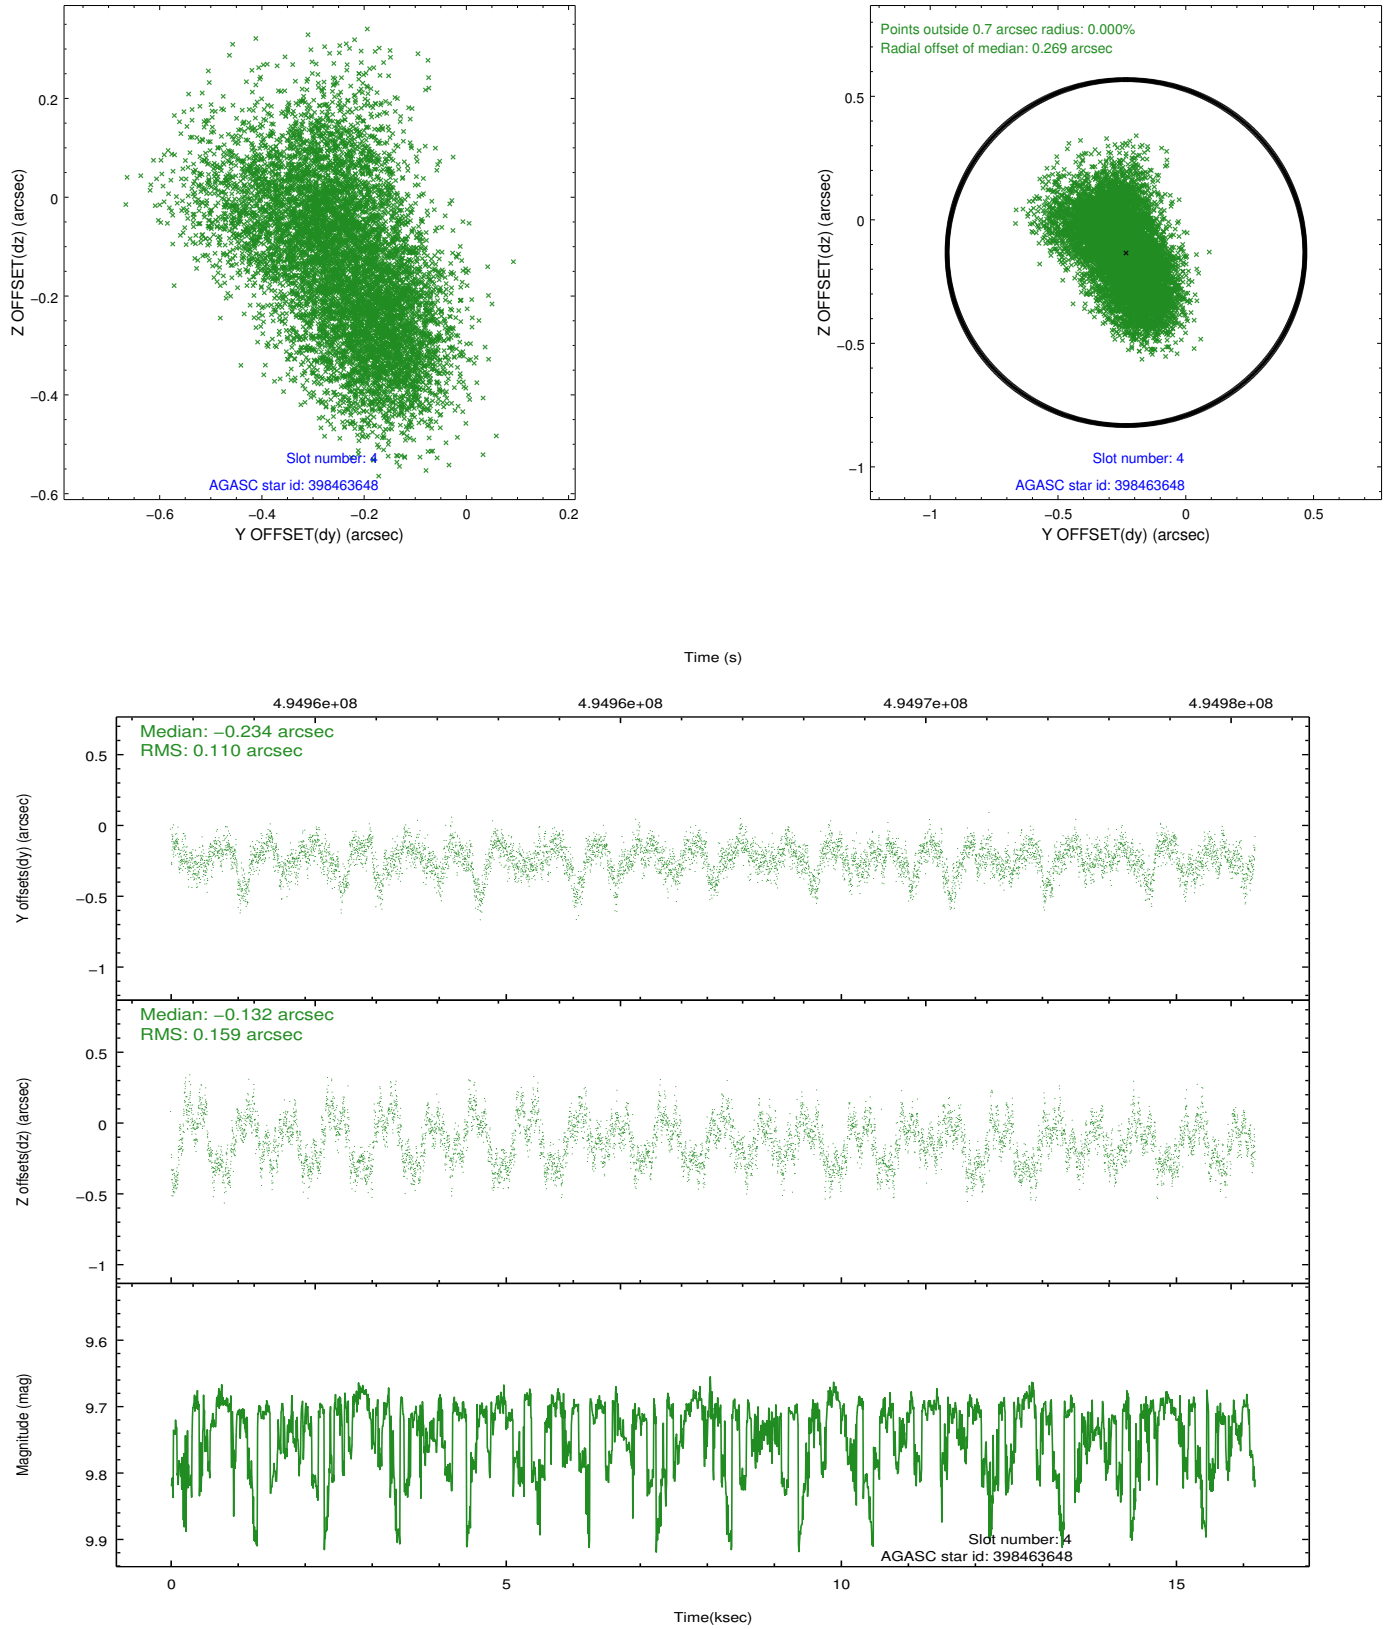 0.2
0
−0.2
−0.4
−0.6
Z OFFSET(dz) (arcsec)
Slot number: 4
AGASC star id: 398463648
−0.6
−0.4
−0.2
0
0.2
Y OFFSET(dy) (arcsec)
Points outside 0.7 arcsec radius: 0.000%
Radial offset of median: 0.269 arcsec
0.5
0
−0.5
−1
Z OFFSET(dz) (arcsec)
Slot number: 4
AGASC star id: 398463648
−1
−0.5
0
0.5
Y OFFSET(dy) (arcsec)
Time (s)
4.9496e+08
4.9496e+08
4.9497e+08
4.9498e+08
Median: −0.234 arcsec
RMS: 0.110 arcsec
0.5
0
−0.5
−1
Y offsets(dy) (arcsec)
Median: −0.132 arcsec
RMS: 0.159 arcsec
0.5
0
−0.5
−1
Z offsets(dz) (arcsec)
9.6
9.7
9.8
9.9
Magnitude (mag)
Slot number: 4
AGASC star id: 398463648
0
5
10
15
Time(ksec)